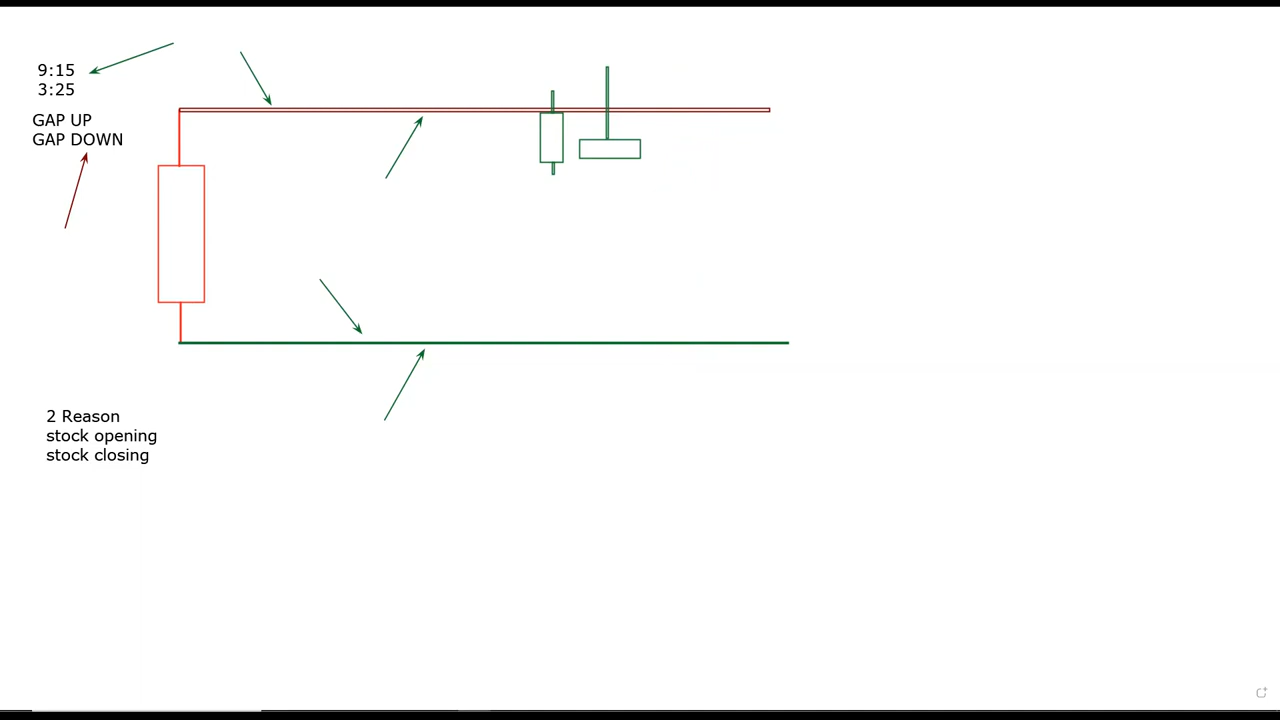 9:15
3:25
GAP UP
GAP DOWN
2 Reason
stock opening
stock closing